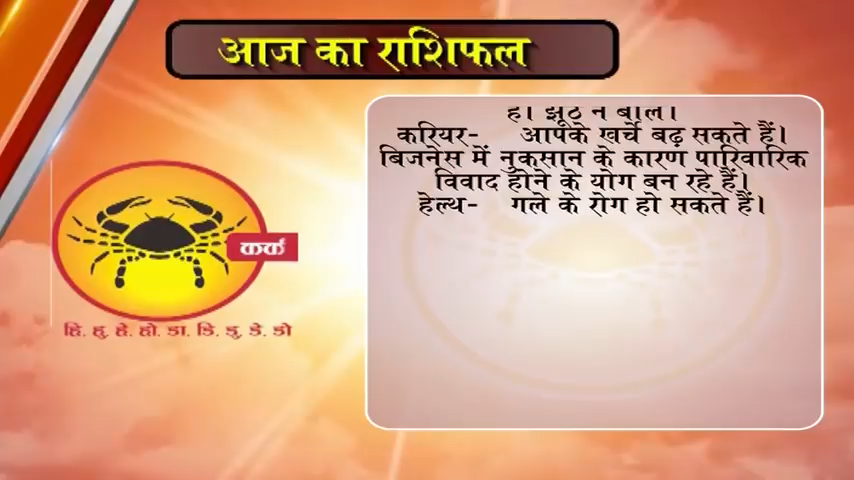 आज का राशिफल
है। झूठ न बोलें।
करियर- आपके खर्चे बढ़ सकते हैं।
बिजनेस में नुकसान के कारण पारिवारिक
विवाद होने के योग बन रहे हैं।
हेल्थ- गले के रोग हो सकते हैं।
कर्क
हि. हु. हे. हो. डा. डि. डु. डे. डो